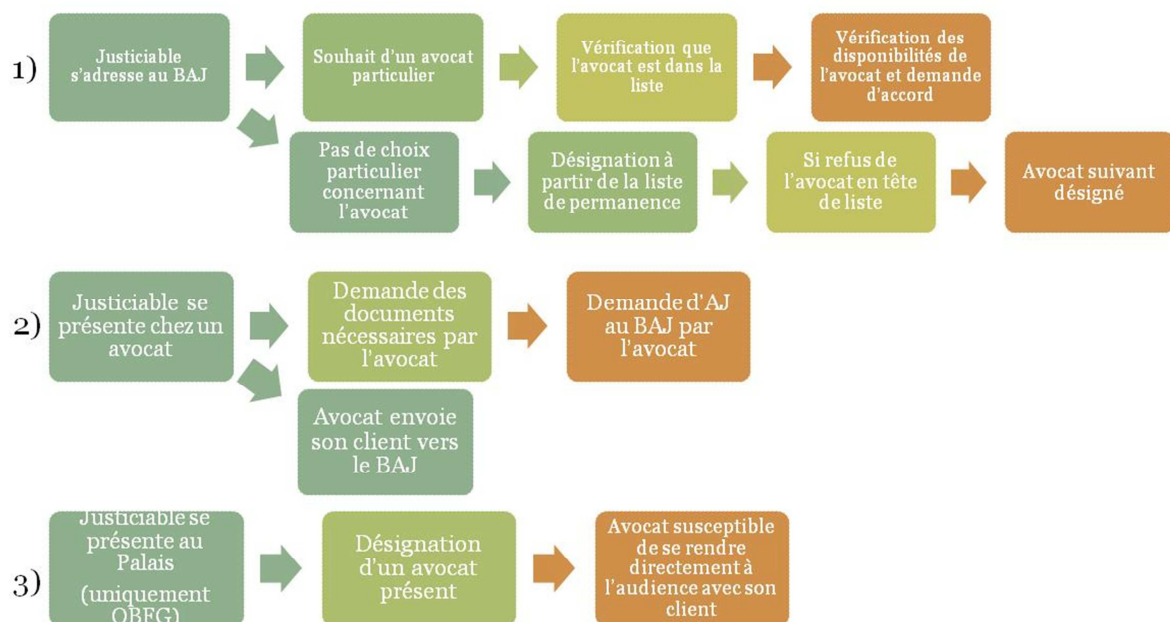 1)
Justiciable
s'adresse au BAJ
Souhait d'un avocat
particulier
Vérification que
l'avocat est dans la
liste
Vérification des
disponibilités de
l'avocat et demande
d'accord
Pas de choix
particulier
concernant
l'avocat
Désignation à
partir de la liste
de permanence
Si refus de
l'avocat en tête
de liste
Avocat suivant
désigné
2)
Justiciable se
présente chez un
avocat
Demande des
documents
nécessaires par
l'avocat
Demande d'AJ
au BAJ par
l'avocat
Avocat envoie
son client vers
le BAJ
3)
Justiciable se
présente au
Palais
(uniquement
OBFG)
Désignation
d'un avocat
présent
Avocat susceptible
de se rendre
directement à
l'audience avec son
client